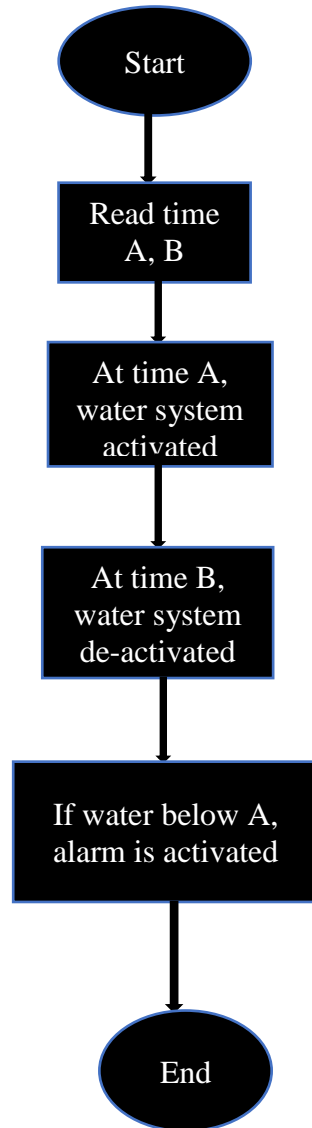 Start
Read time
A, B
At time A,
water system
activated
At time B,
water system
de-activated
If water below A,
alarm is activated
End